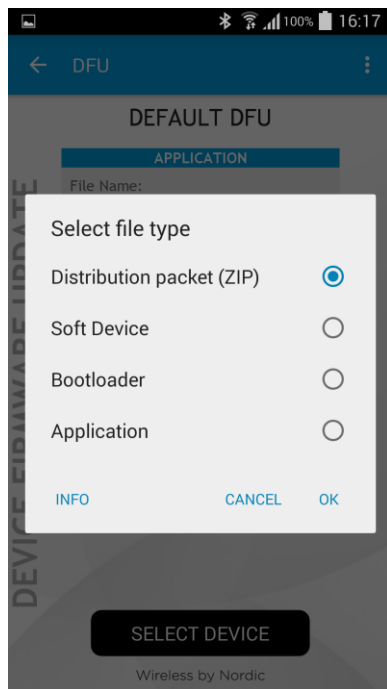 100% 16:17
DFU
DEFAULT DFU
APPLICATION
File Name:
DEVICE FIRMWARE UPDATE
Select file type
Distribution packet (ZIP)
Soft Device
Bootloader
Application
INFO CANCEL OK
SELECT DEVICE
Wireless by Nordic